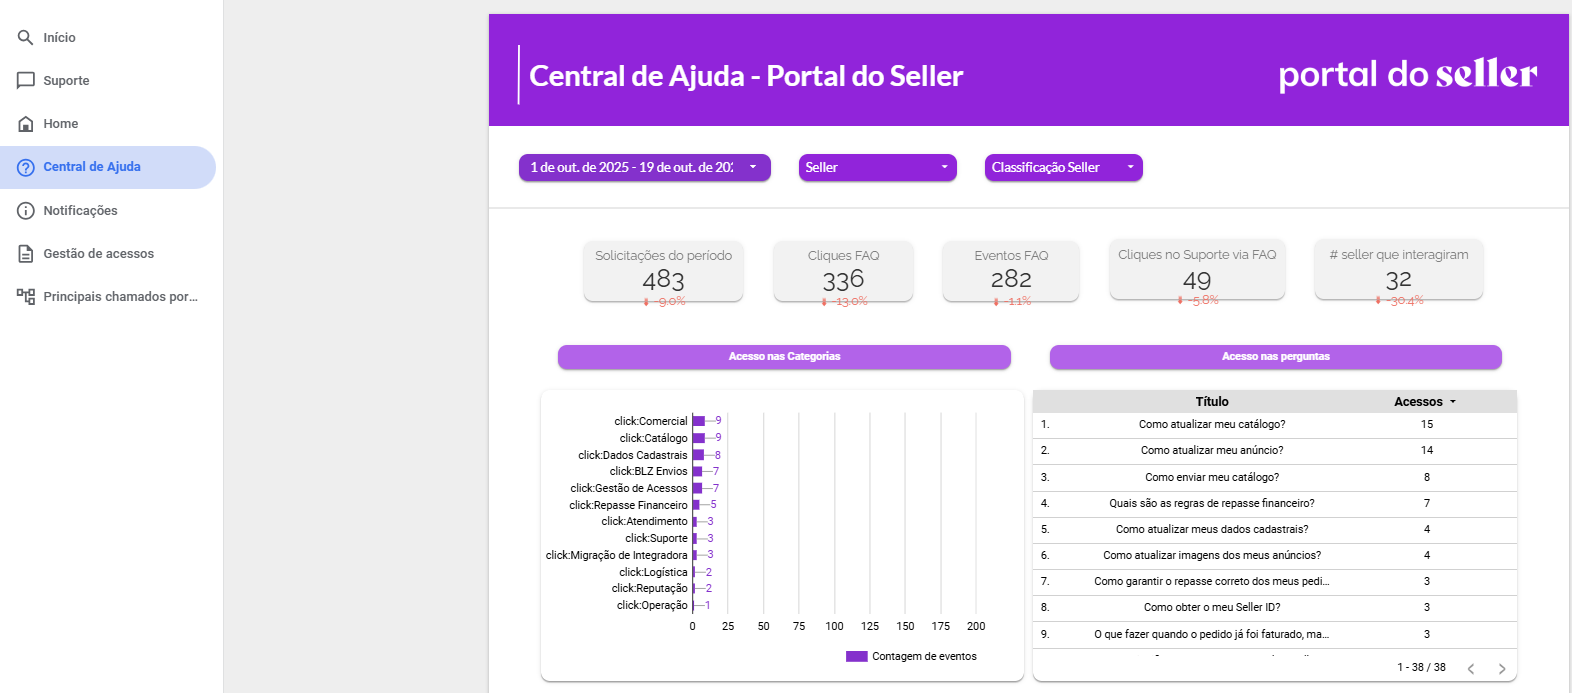 Início
Suporte
Home
Central de Ajuda
Notificações
Gestão de acessos
Principais chamados por...
Central de Ajuda - Portal do Seller
portal do seller
1 de out. de 2025 - 19 de out. de 202
Seller
Classificação Seller
Solicitações do período
483
-9.0%
Cliques FAQ
336
-13.0%
Eventos FAQ
282
-1.1%
Cliques no Suporte via FAQ
49
-5.8%
# seller que interagiram
32
-30.4%
Acesso nas Categorias
click:Comercial 9
click:Catálogo 9
click:Dados Cadastrais 8
click:BLZ Envios 7
click:Gestão de Acessos 7
click:Repasse Financeiro 5
click:Atendimento 3
click:Suporte 3
click:Migração de Integradora 3
click:Logística 2
click:Reputação 2
click:Operação 1
0 25 50 75 100 125 150 175 200
Contagem de eventos
Acesso nas perguntas
Título Acessos
1. Como atualizar meu catálogo? 15
2. Como atualizar meu anúncio? 14
3. Como enviar meu catálogo? 8
4. Quais são as regras de repasse financeiro? 7
5. Como atualizar meus dados cadastrais? 4
6. Como atualizar imagens dos meus anúncios? 4
7. Como garantir o repasse correto dos meus pedi... 3
8. Como obter o meu Seller ID? 3
9. O que fazer quando o pedido já foi faturado, ma... 3
1 - 38 / 38